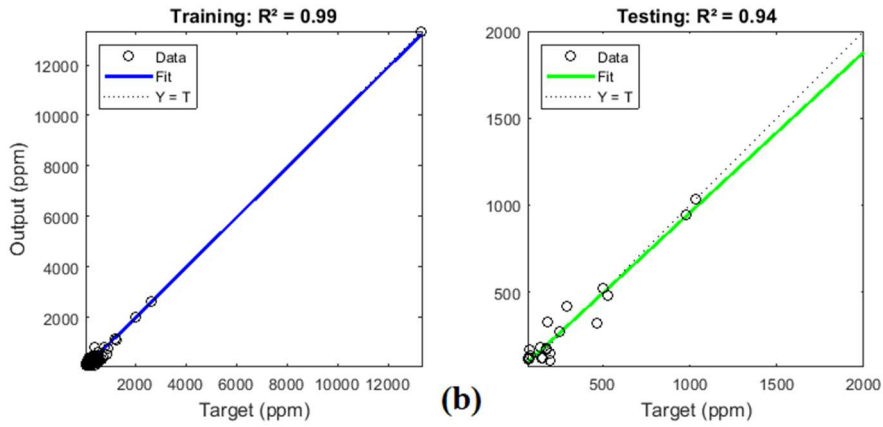 Training: R² = 0.99
Data
Fit
Y = T
Output (ppm)
12000
10000
8000
6000
4000
2000
2000
4000
6000
8000
10000
12000
Target (ppm)
(b)
Testing: R² = 0.94
Data
Fit
Y = T
2000
1500
1000
500
500
1000
1500
2000
Target (ppm)